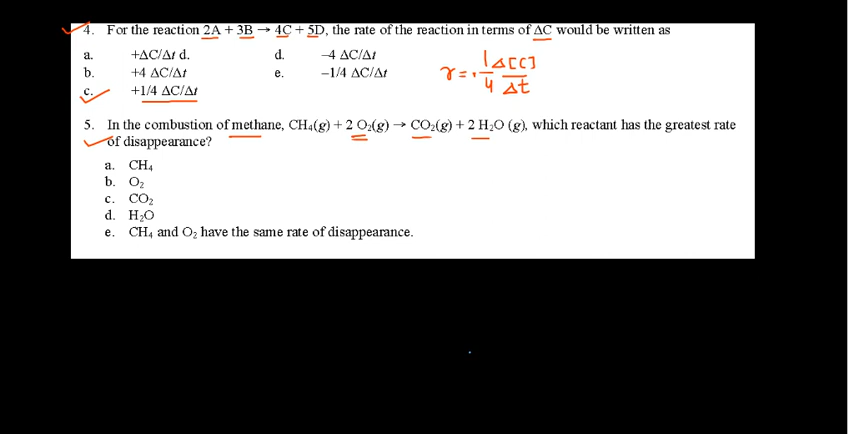 4. For the reaction 2A + 3B → 4C + 5D, the rate of the reaction in terms of ΔC would be written as
a. +ΔC/Δt d. d. –4 ΔC/Δt
b. +4 ΔC/Δt e. –1/4 ΔC/Δt
c. +1/4 ΔC/Δt
r = + 1/4 Δ[C]/Δt
5. In the combustion of methane, CH₄(g) + 2 O₂(g) → CO₂(g) + 2 H₂O (g), which reactant has the greatest rate
of disappearance?
a. CH₄
b. O₂
c. CO₂
d. H₂O
e. CH₄ and O₂ have the same rate of disappearance.